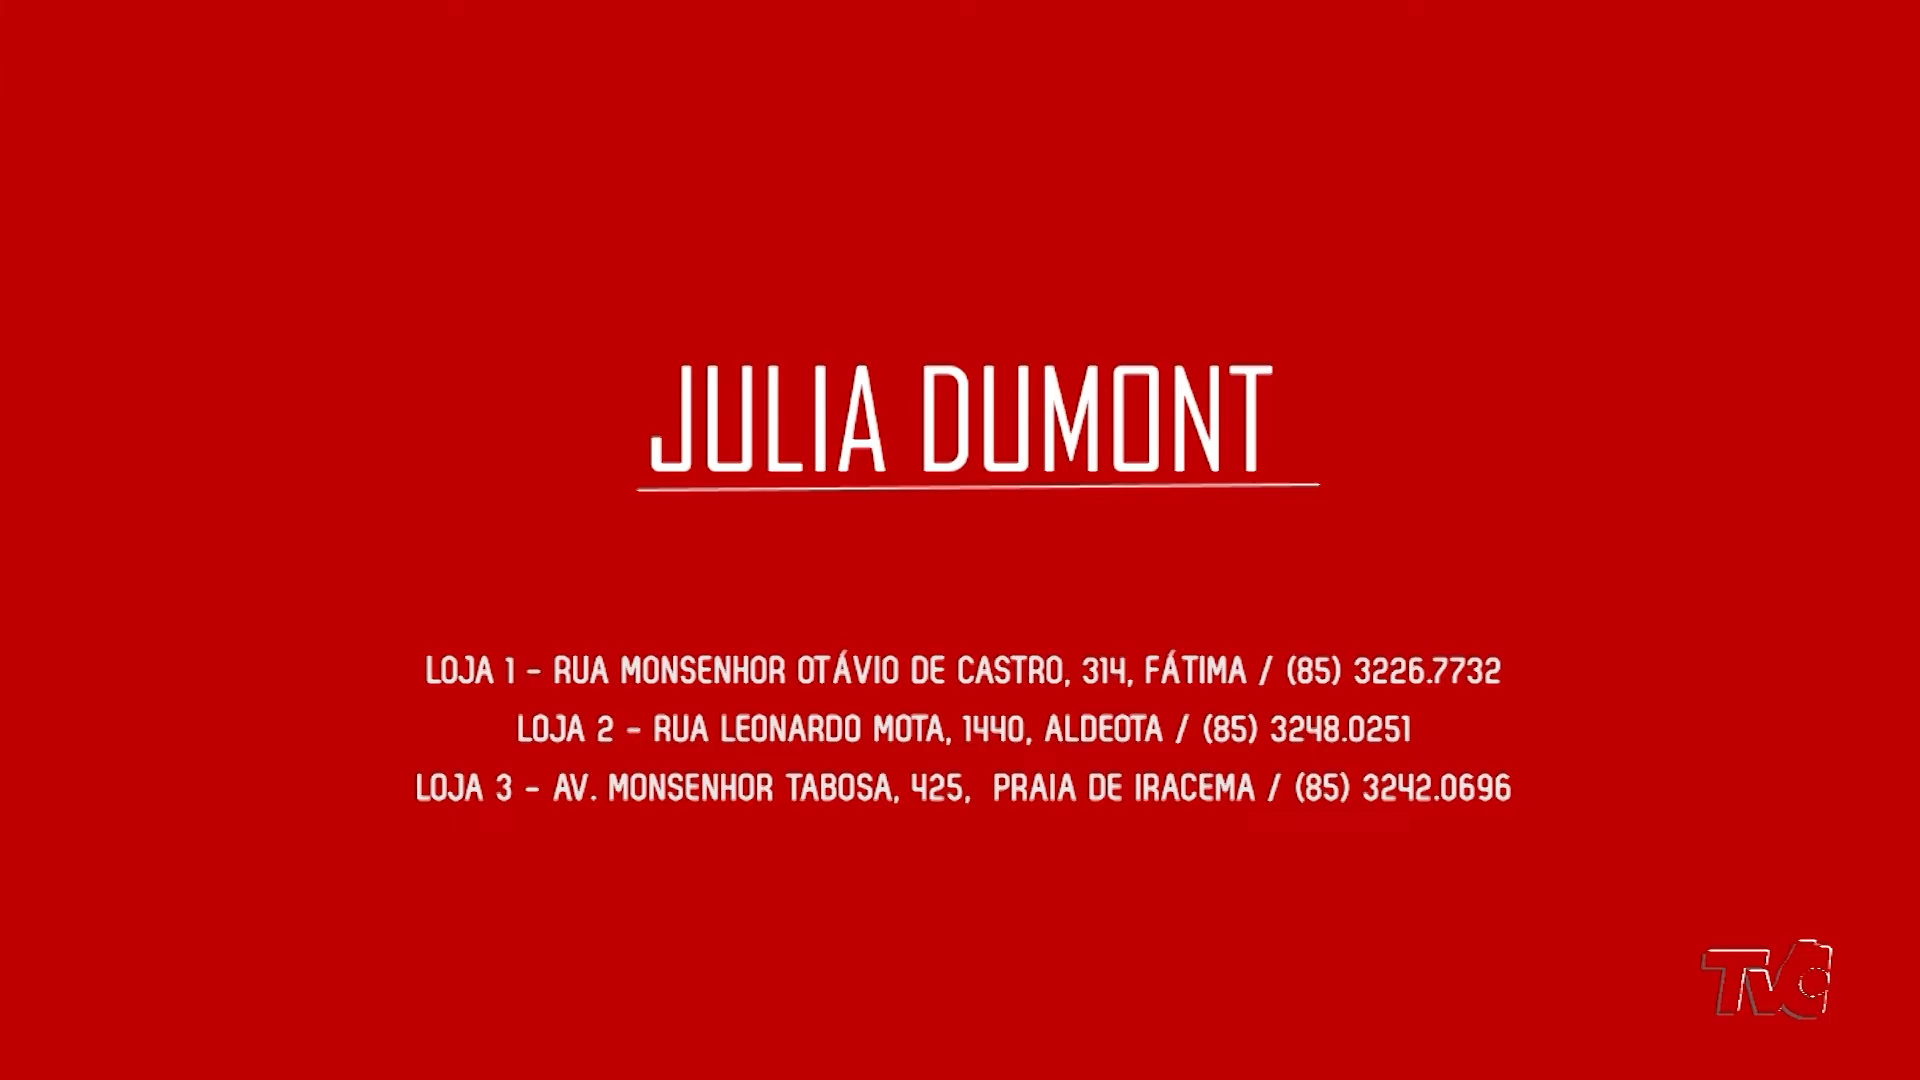 JULIA DUMONT
LOJA 1 - RUA MONSENHOR OTÁVIO DE CASTRO, 314, FÁTIMA / (85) 3226.7732
LOJA 2 - RUA LEONARDO MOTA, 1440, ALDEOTA / (85) 3248.0251
LOJA 3 - AV. MONSENHOR TABOSA, 425, PRAIA DE IRACEMA / (85) 3242.0696
TVC